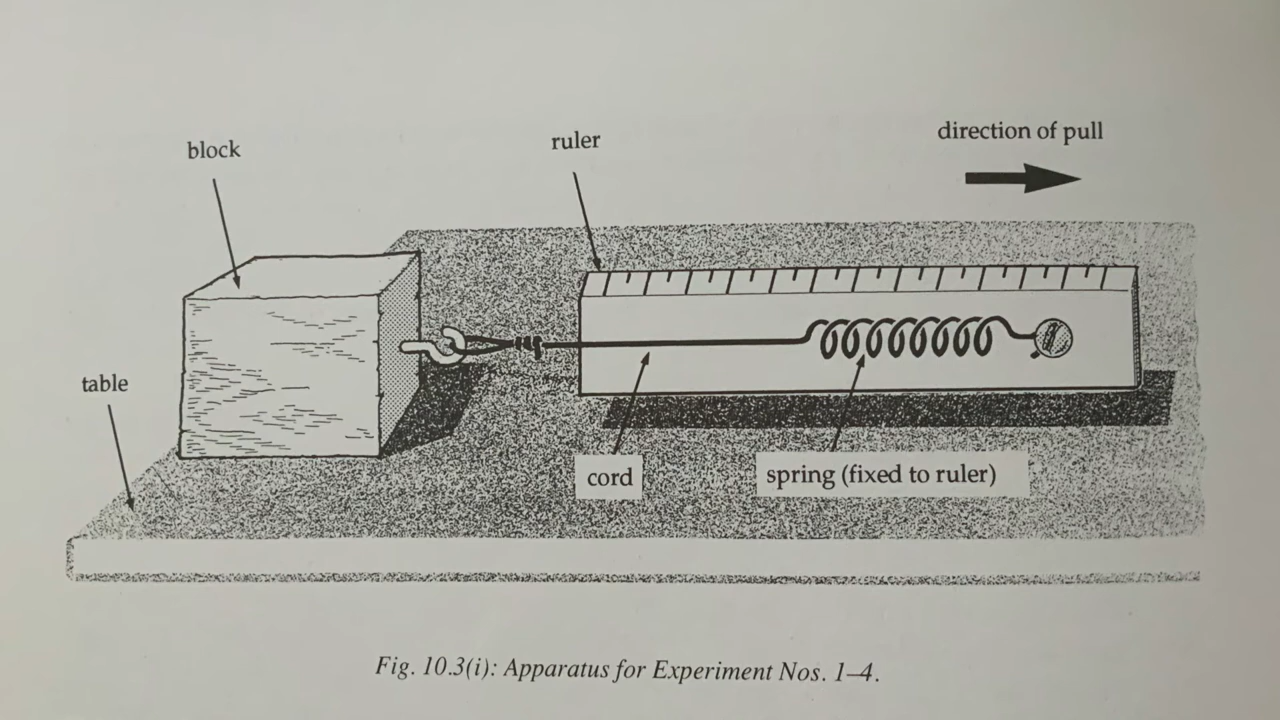 direction of pull
ruler
block
table
cord
spring (fixed to ruler)
Fig. 10.3(i): Apparatus for Experiment Nos. 1–4.